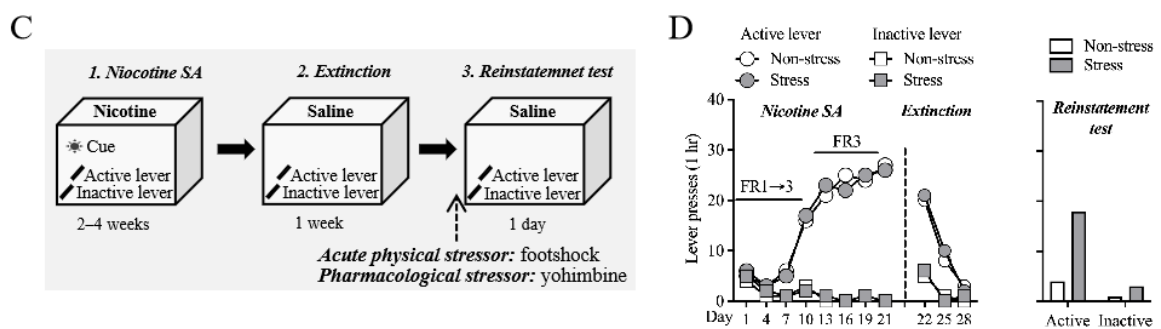 C
1. Niocotine SA
2. Extinction
3. Reinstatemnet test
Nicotine
Saline
Saline
Cue
Active lever
Inactive lever
Active lever
Inactive lever
Active lever
Inactive lever
2–4 weeks
1 week
1 day
Acute physical stressor: footshock
Pharmacological stressor: yohimbine
D
Active lever
Inactive lever
Non-stress
Non-stress
Stress
Stress
Non-stress
Stress
Nicotine SA
Extinction
Reinstatement
test
FR3
FR1→3
Lever presses (1 hr)
40
30
20
10
0
Day 1 4 7 10 13 16 19 21 22 25 28
Active Inactive